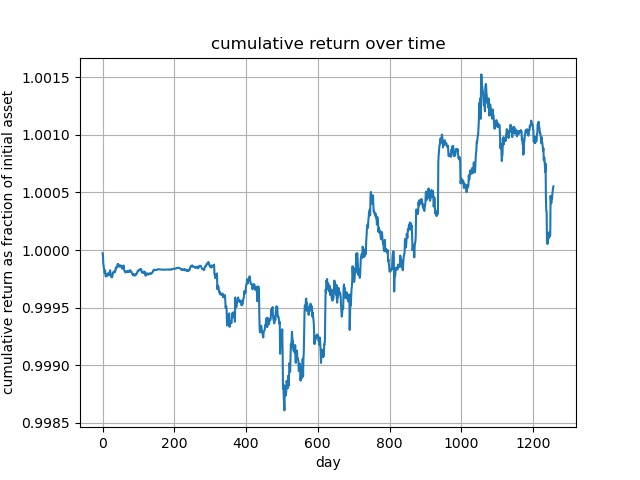 cumulative return over time
cumulative return as fraction of initial asset
1.0015
1.0010
1.0005
1.0000
0.9995
0.9990
0.9985
0 200 400 600 800 1000 1200
day